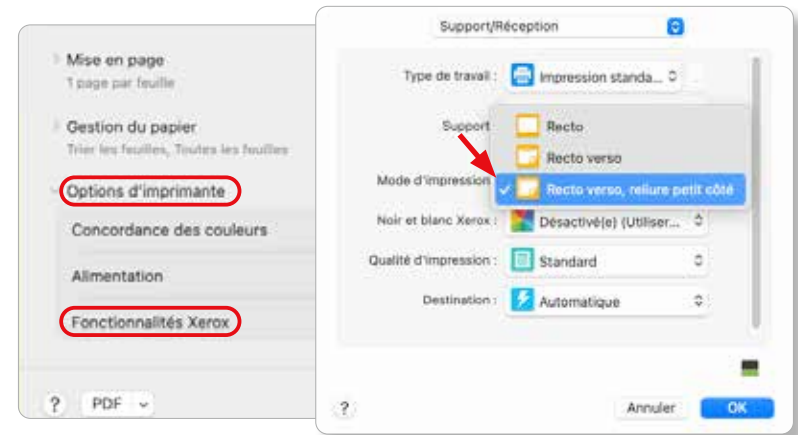 Mise en page
1 page par feuille
Gestion du papier
Trier les feuilles, Toutes les feuilles
Options d'imprimante
Concordance des couleurs
Alimentation
Fonctionnalités Xerox
? PDF
Support/Réception
Type de travail : Impression standa...
Support
Recto
Recto verso
Mode d'impression
Recto verso, reliure petit côté
Noir et blanc Xerox : Désactivé(e) (Utiliser...
Qualité d'impression : Standard
Destination : Automatique
? Annuler OK